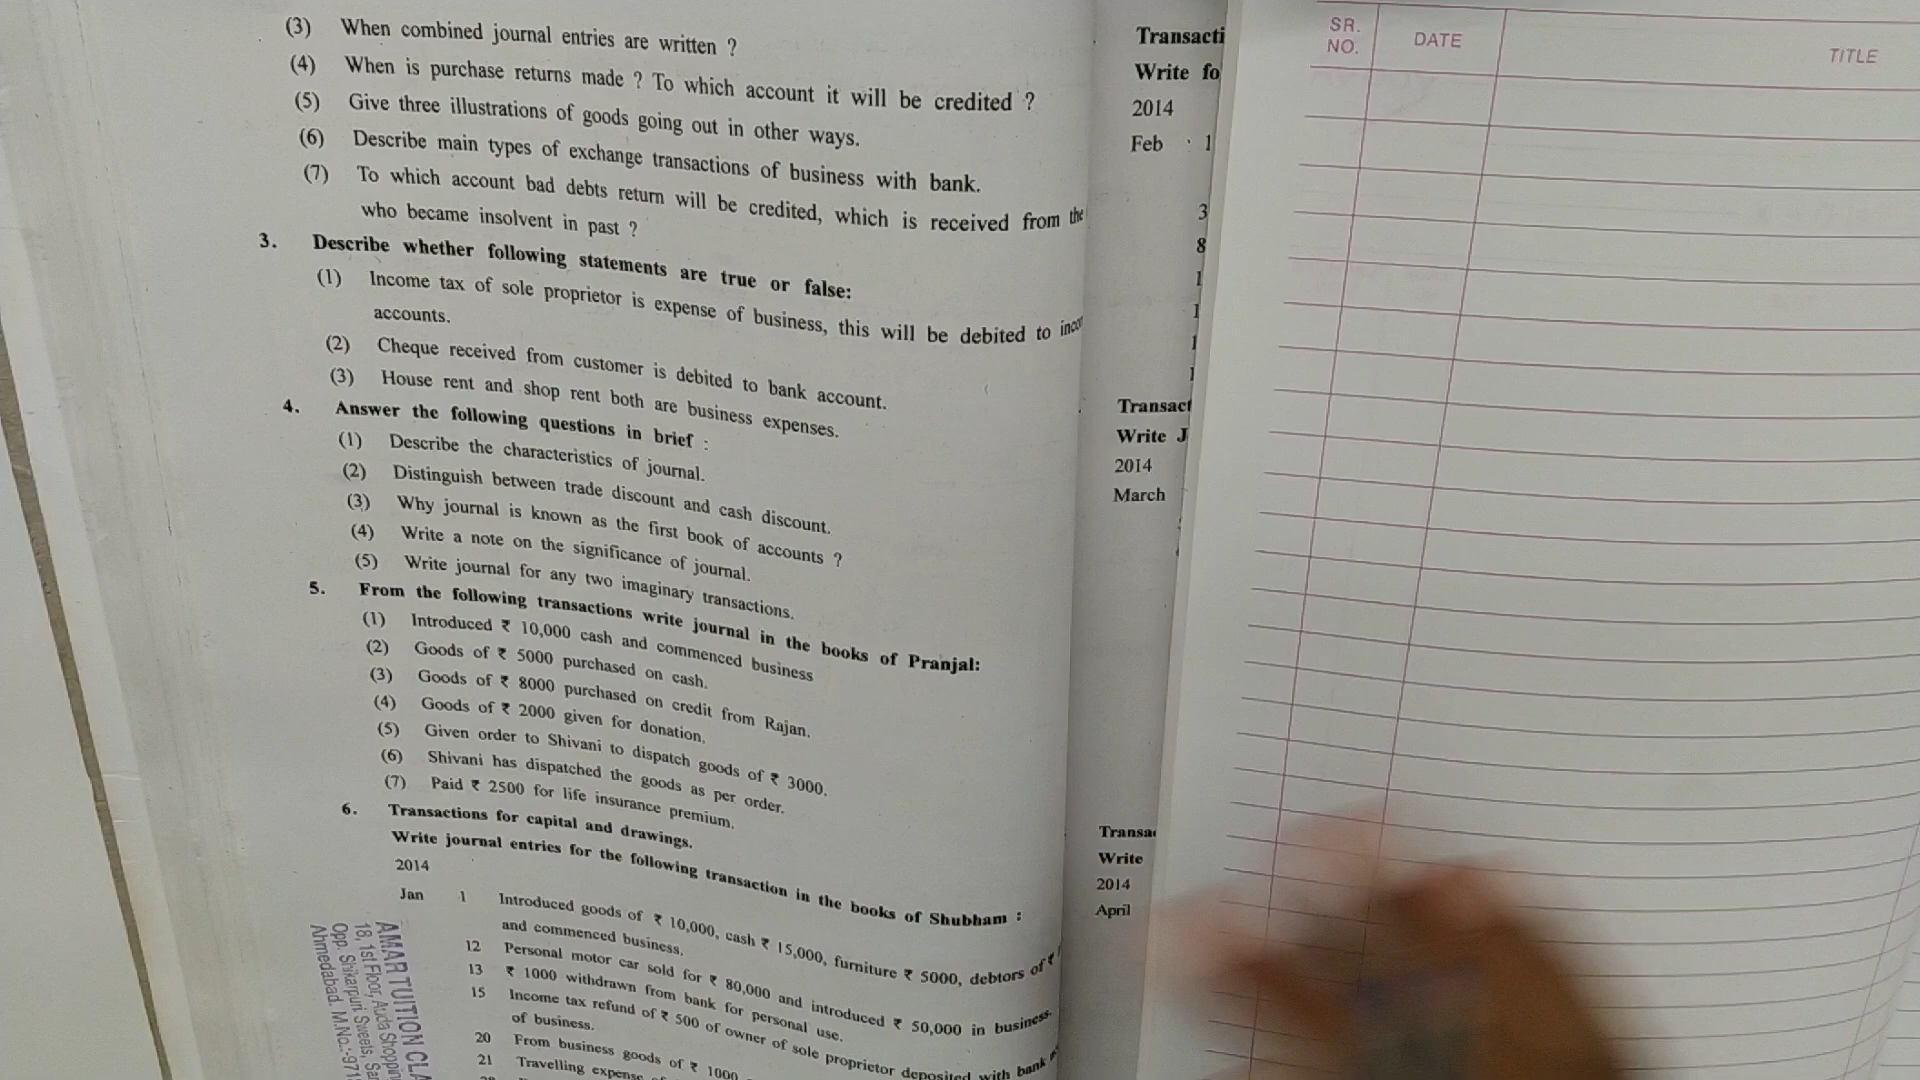 (3) When combined journal entries are written ?
(4) When is purchase returns made ? To which account it will be credited ?
(5) Give three illustrations of goods going out in other ways.
(6) Describe main types of exchange transactions of business with bank.
(7) To which account bad debts return will be credited, which is received from the
who became insolvent in past ?
3. Describe whether following statements are true or false:
(1) Income tax of sole proprietor is expense of business, this will be debited to
accounts.
(2) Cheque received from customer is debited to bank account.
(3) House rent and shop rent both are business expenses.
4. Answer the following questions in brief :
(1) Describe the characteristics of journal.
(2) Distinguish between trade discount and cash discount.
(3) Why journal is known as the first book of accounts ?
(4) Write a note on the significance of journal.
(5) Write journal for any two imaginary transactions.
5. From the following transactions write journal in the books of Pranjal:
(1) Introduced ₹ 10,000 cash and commenced business
(2) Goods of ₹ 5000 purchased on cash.
(3) Goods of ₹ 8000 purchased on credit from Rajan.
(4) Goods of ₹ 2000 given for donation.
(5) Given order to Shivani to dispatch goods of ₹ 3000.
(6) Shivani has dispatched the goods as per order.
(7) Paid ₹ 2500 for life insurance premium.
6. Transactions for capital and drawings.
Write journal entries for the following transaction in the books of Shubham :
2014
Jan 1 Introduced goods of ₹ 10,000, cash ₹ 15,000, furniture ₹ 5000, debtors of ₹
and commenced business.
12 Personal motor car sold for ₹ 80,000 and introduced ₹ 50,000 in business.
13 ₹ 1000 withdrawn from bank for personal use.
15 Income tax refund of ₹ 500 of owner of sole proprietor deposited with bank
of business.
20 From business goods of ₹ 1000
21 Travelling
AMAR TUITION
18, 1st Floor, Auda
Opp. Shikarpuri Sweets,
Ahmedabad. M.No.:-
Write
2014
Feb 1
3
8
Write
2014
March
Write
2014
April
SR.
NO.
DATE
TITLE